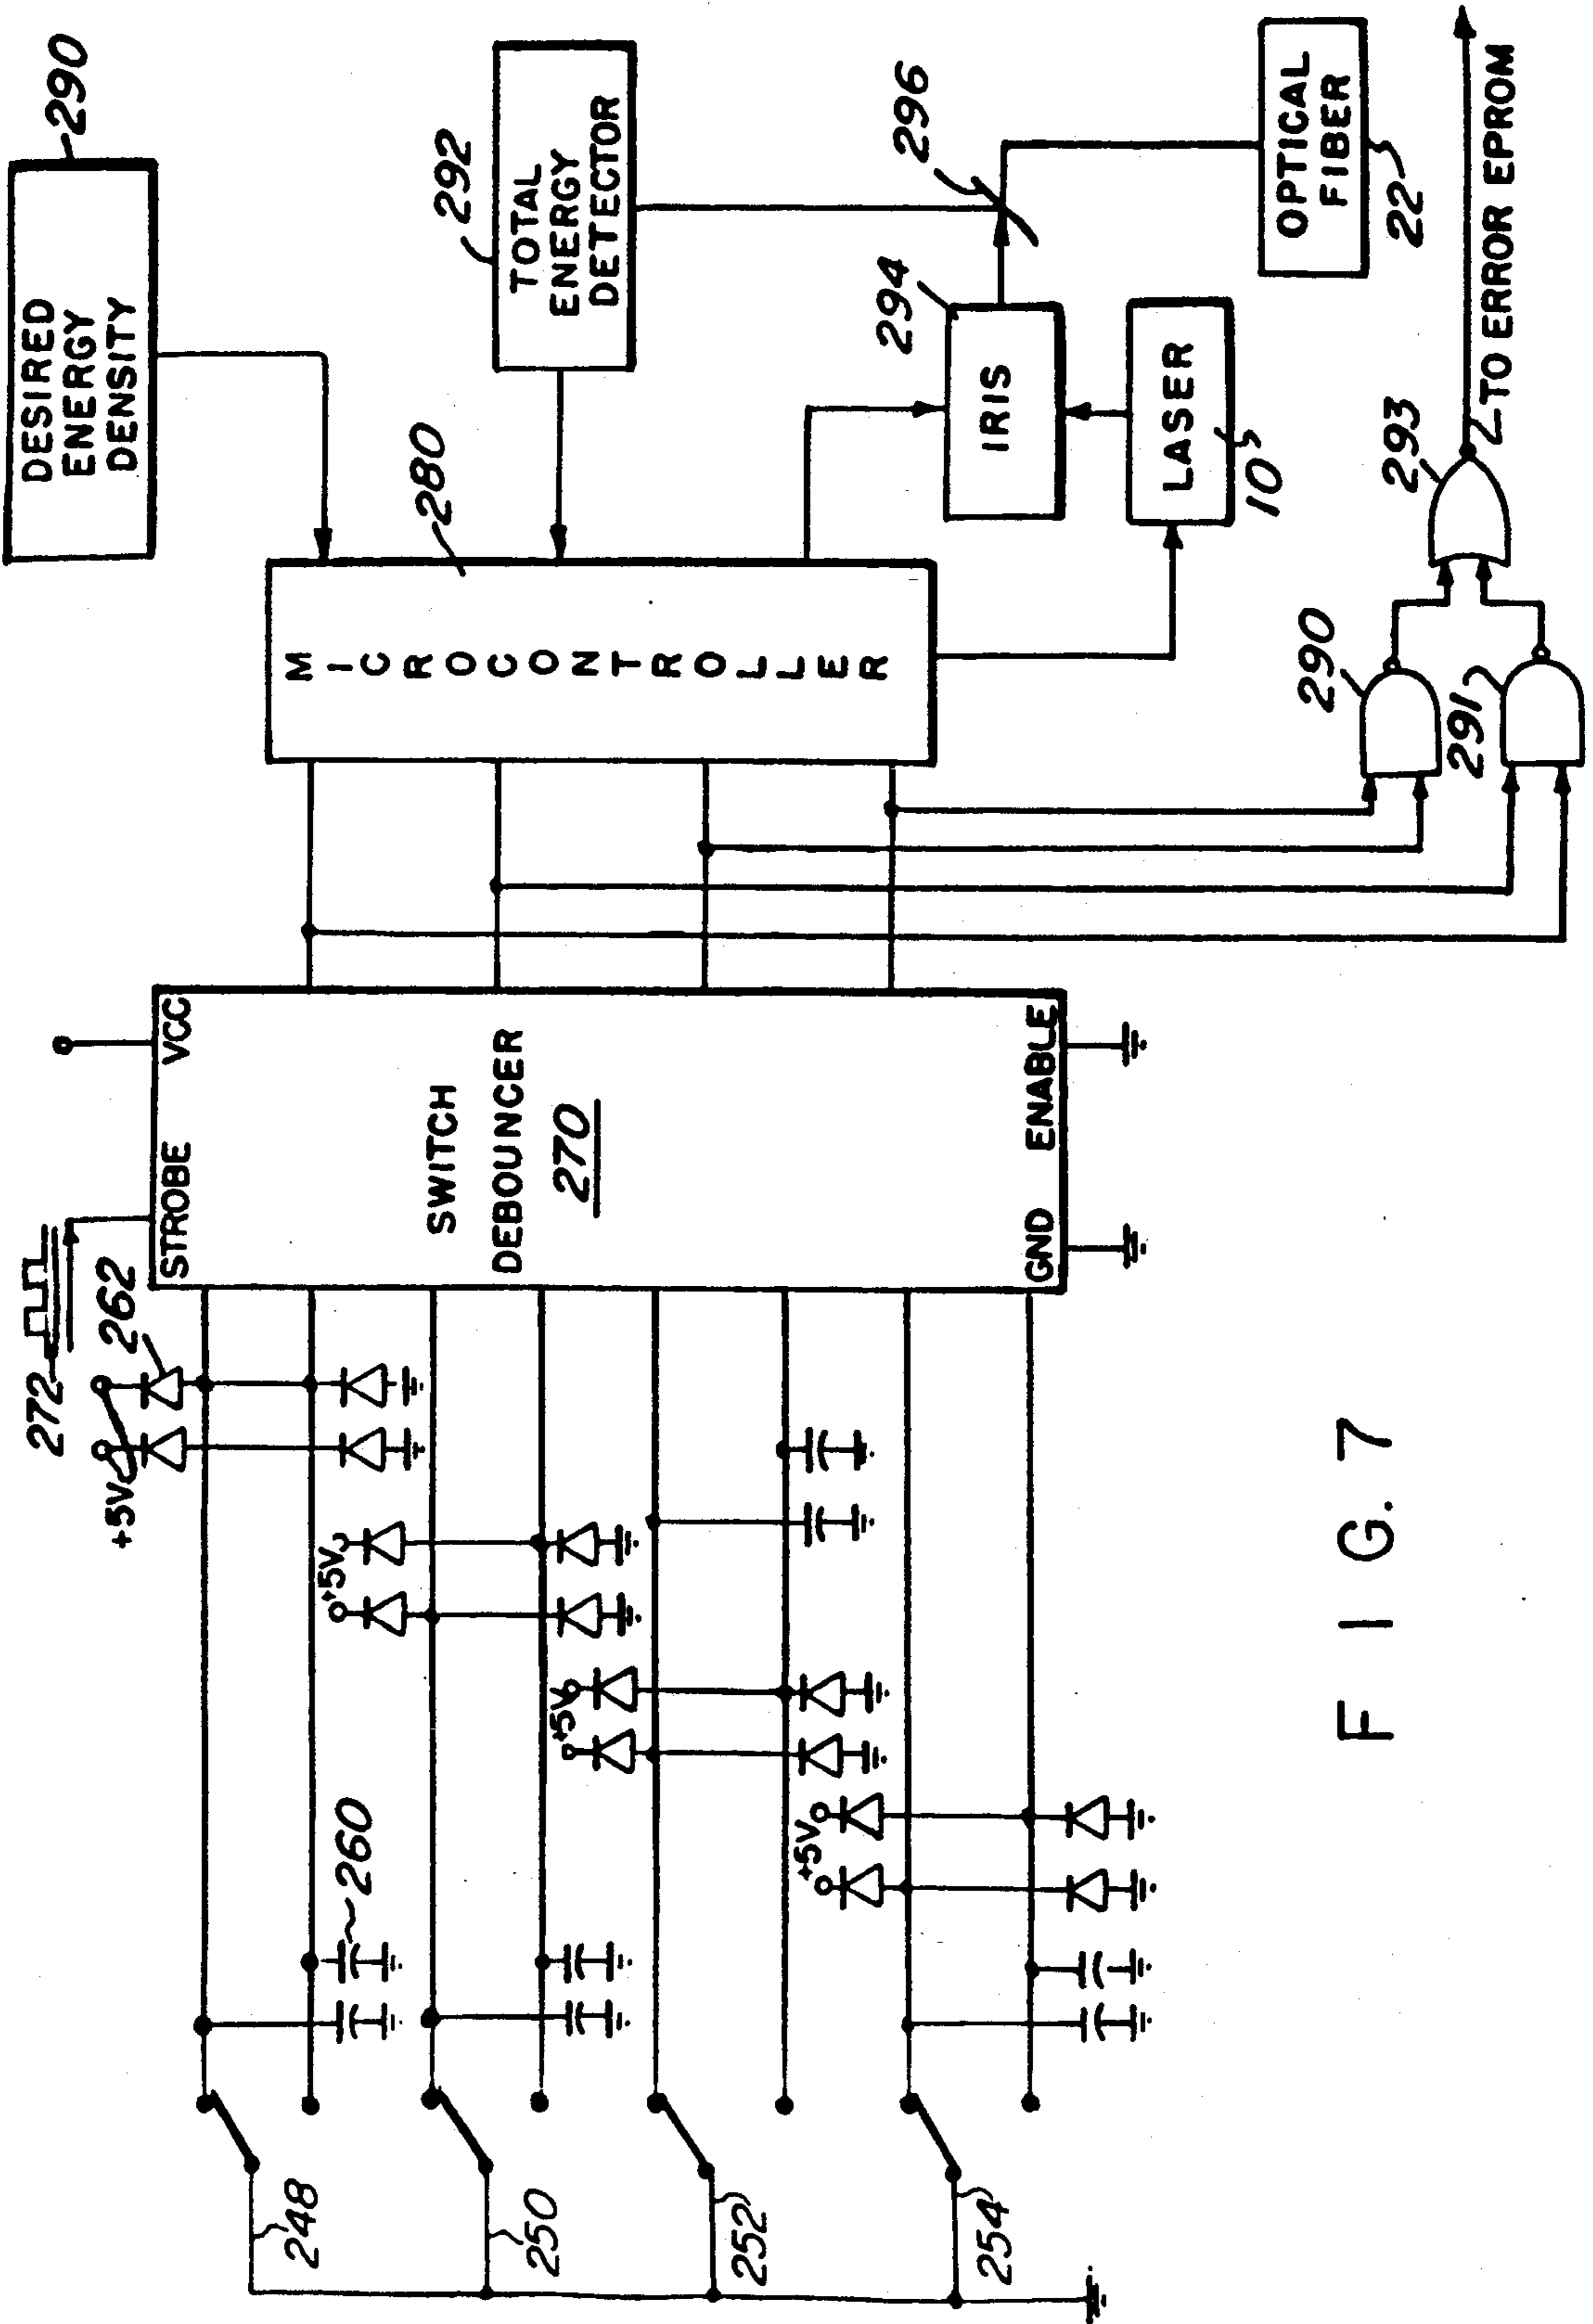 248
250
252
254
260
+5V
+5V
+5V
+5V
262
272
STROBE
VCC
SWITCH
DEBOUNCER
270
GND
ENABLE
MICROCONTROLLER
280
DESIRED
ENERGY
DENSITY
290
TOTAL
ENERGY
DETECTOR
292
IRIS
294
296
LASER
10
OPTICAL
FIBER
22
290
291
293
TO ERROR EPROM
FIG. 7